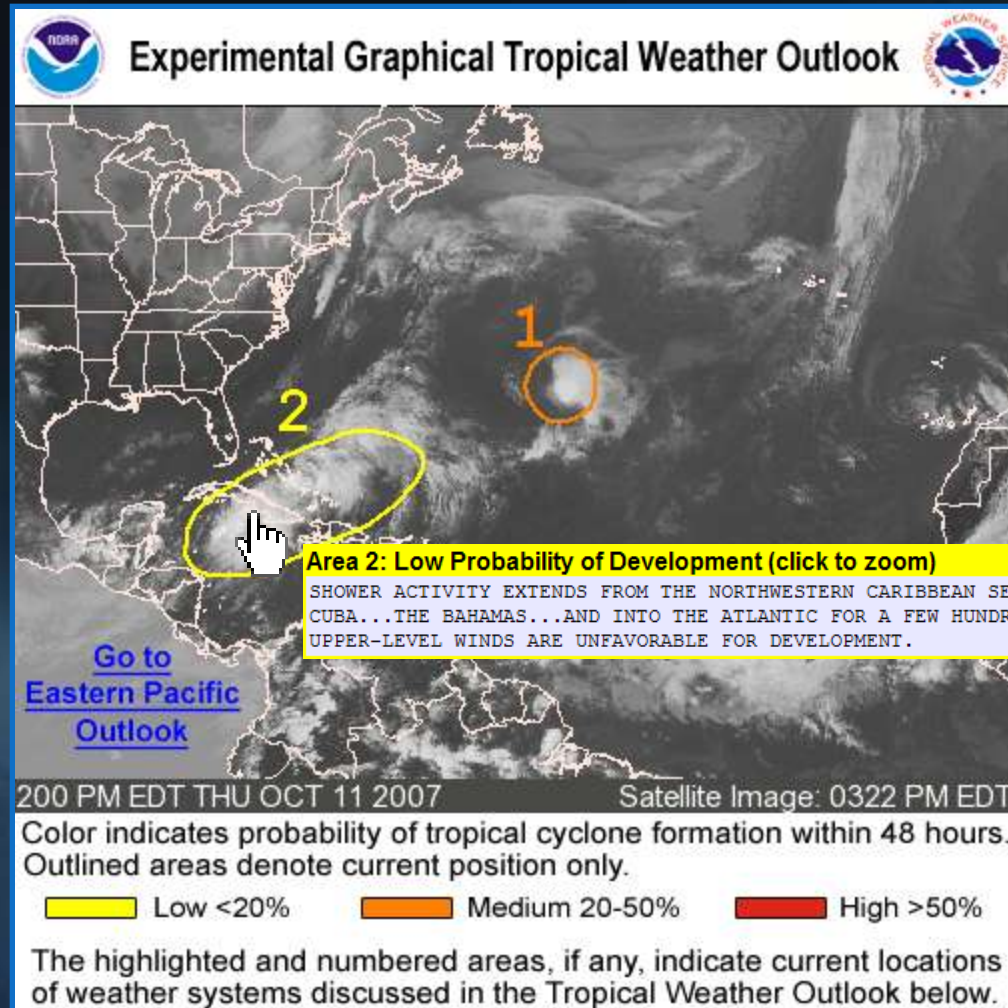 NOAA
Experimental Graphical Tropical Weather Outlook
NATIONAL WEATHER SERVICE
1
2
Area 2: Low Probability of Development (click to zoom)
SHOWER ACTIVITY EXTENDS FROM THE NORTHWESTERN CARIBBEAN
CUBA...THE BAHAMAS...AND INTO THE ATLANTIC FOR A FEW
UPPER-LEVEL WINDS ARE UNFAVORABLE FOR DEVELOPMENT.
Go to
Eastern Pacific
Outlook
200 PM EDT THU OCT 11 2007 Satellite Image: 0322 PM EDT
Color indicates probability of tropical cyclone formation within 48 hours.
Outlined areas denote current position only.
Low <20% Medium 20-50% High >50%
The highlighted and numbered areas, if any, indicate current locations
of weather systems discussed in the Tropical Weather Outlook below